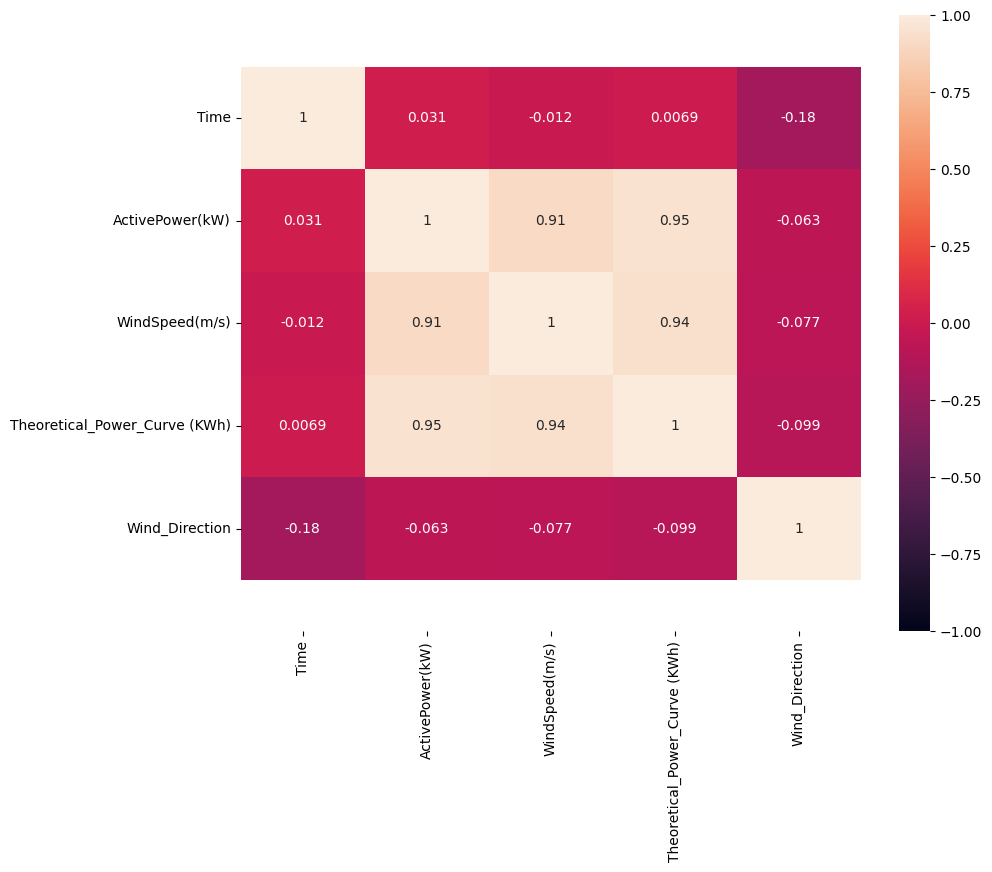 1.00
0.75
0.50
0.25
0.00
−0.25
−0.50
−0.75
−1.00
Time 1 0.031 -0.012 0.0069 -0.18
ActivePower(kW) 0.031 1 0.91 0.95 -0.063
WindSpeed(m/s) -0.012 0.91 1 0.94 -0.077
Theoretical_Power_Curve (KWh) 0.0069 0.95 0.94 1 -0.099
Wind_Direction -0.18 -0.063 -0.077 -0.099 1
Time
ActivePower(kW)
WindSpeed(m/s)
Theoretical_Power_Curve (KWh)
Wind_Direction